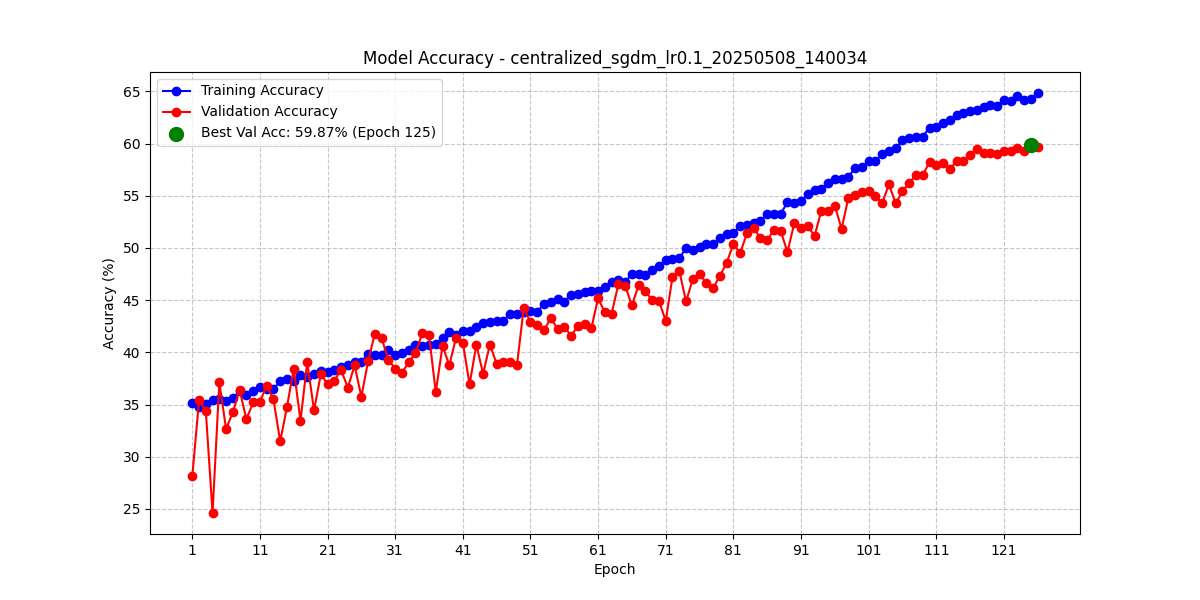 Model Accuracy - centralized_sgdm_lr0.1_20250508_140034
Training Accuracy
Validation Accuracy
Best Val Acc: 59.87% (Epoch 125)
Accuracy (%)
65
60
55
50
45
40
35
30
25
1 11 21 31 41 51 61 71 81 91 101 111 121
Epoch